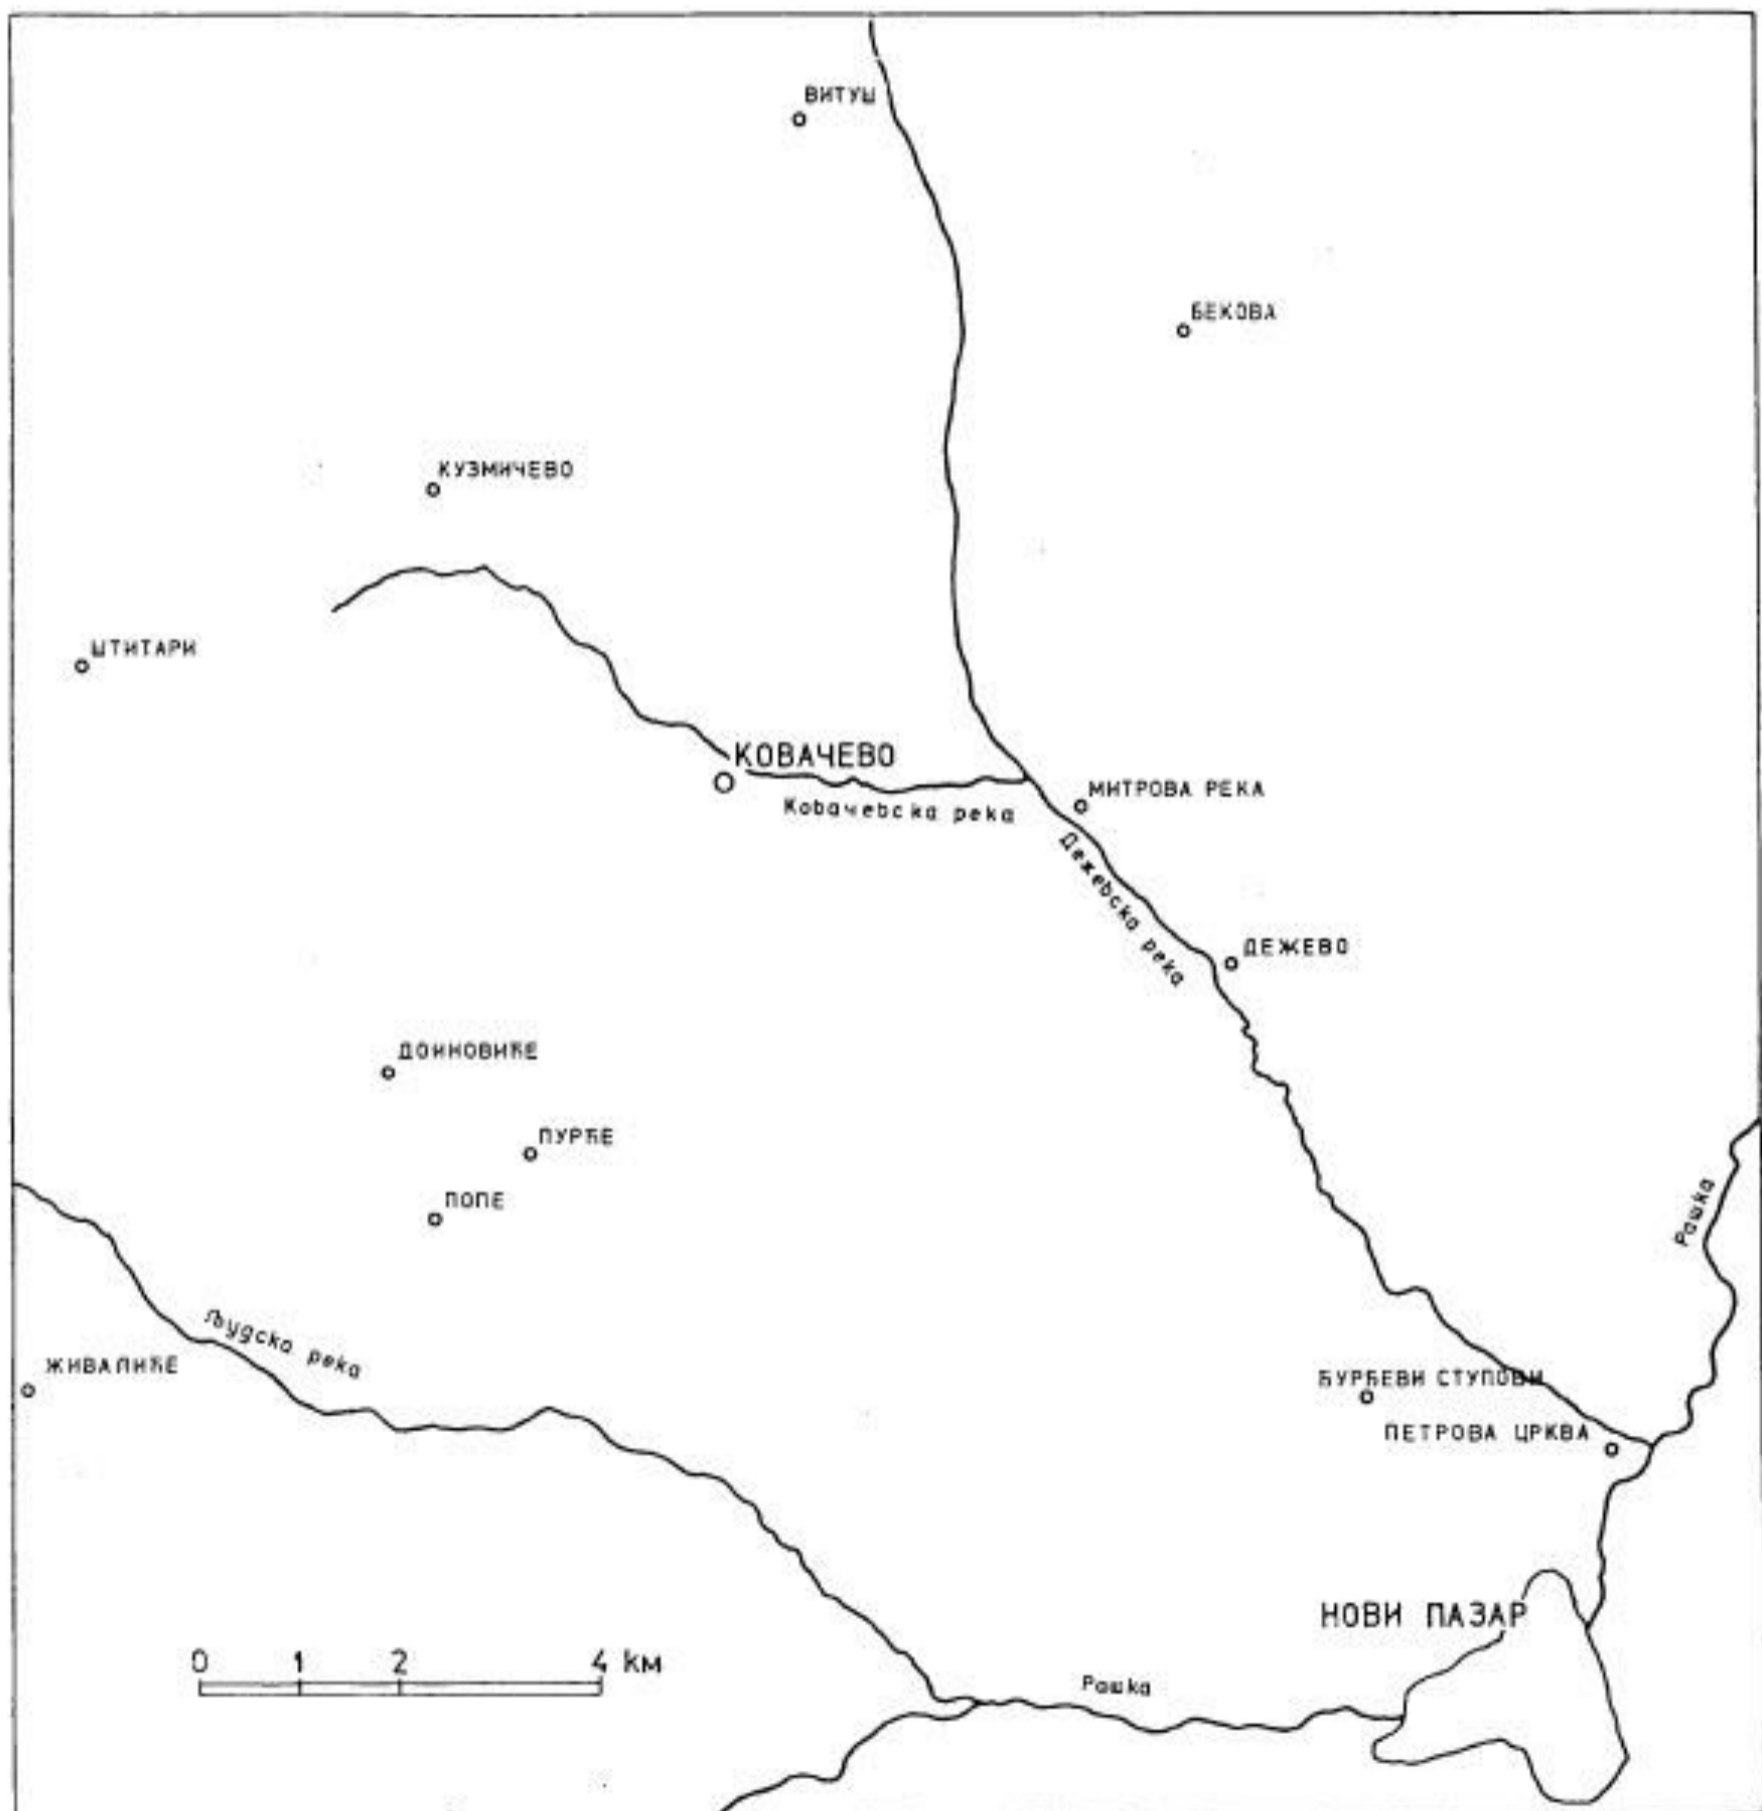 ВИТУШ
БЕКОВА
КУЗМИЧЕВО
ШТИТАРИ
КОВАЧЕВО
Ковачевска река
МИТРОВА РЕКА
Дежевска река
ДЕЖЕВО
ДОИНОВИЋЕ
ПУРЋЕ
ПОПЕ
Рашка
Људска река
ЖИВАЛИЋЕ
ЂУРЂЕВИ СТУПОВИ
ПЕТРОВА ЦРКВА
НОВИ ПАЗАР
0 1 2 4 км
Рашка